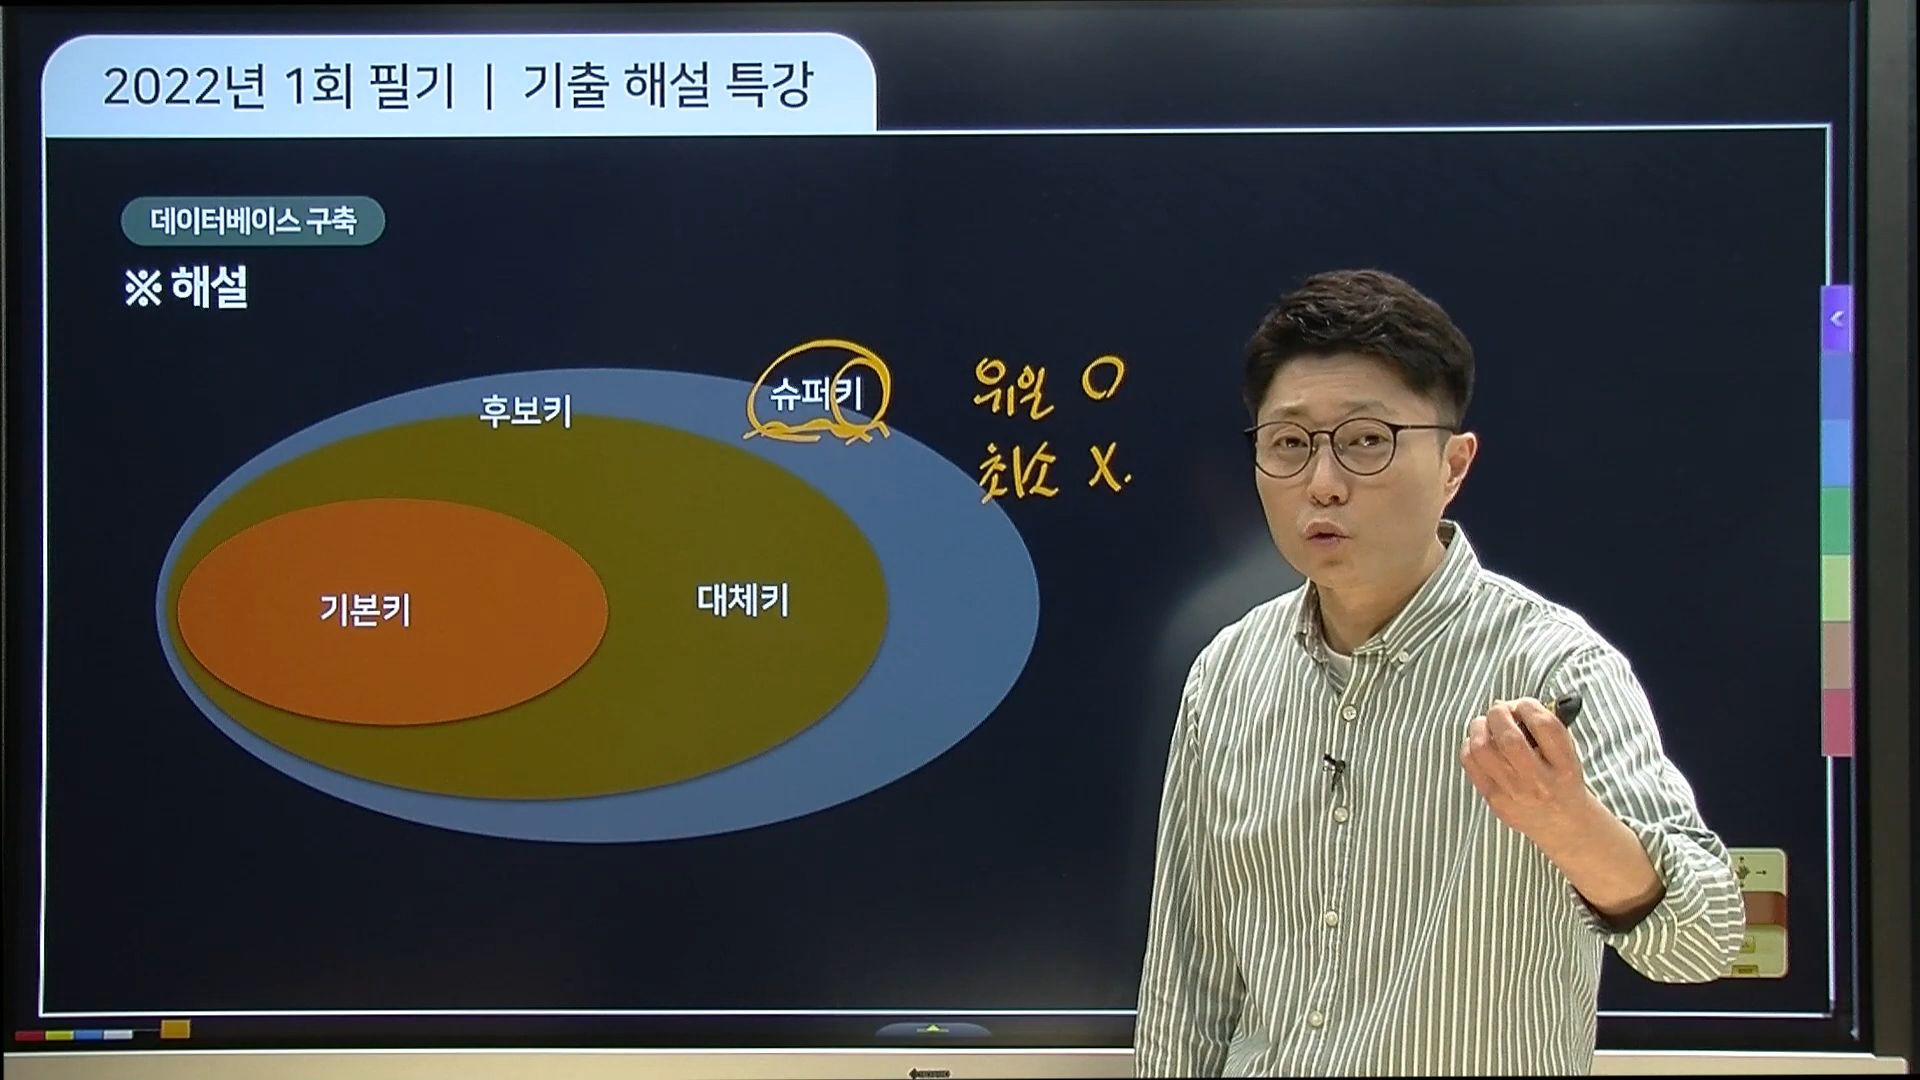 2022년 1회 필기 | 기출 해설 특강
데이터베이스 구축
※ 해설
후보키
슈퍼키
유일 O
최소 X.
기본키
대체키